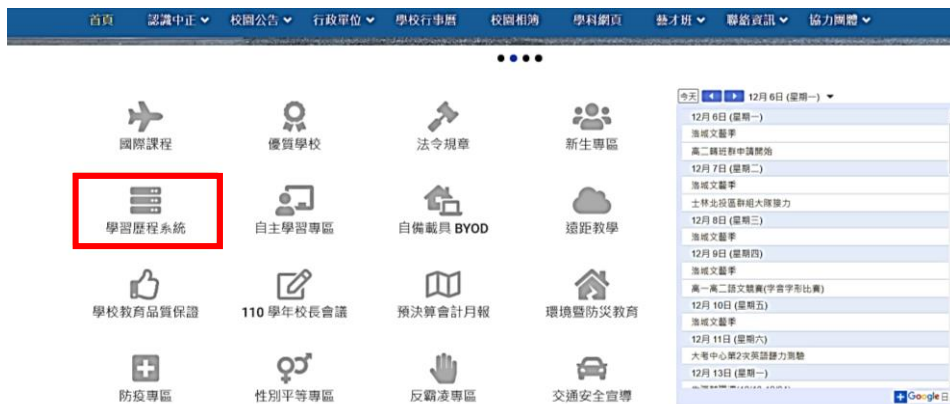 首頁 認識中正 校園公告 行政單位 學校行事曆 校園相簿 學科網頁 藝才班 聯絡資訊 協力團體
今天 12月 6日 (星期一)
國際課程 優質學校 法令規章 新生專區
學習歷程系統 自主學習專區 自備載具 BYOD 遠距教學
學校教育品質保證 110 學年校長會議 預決算會計月報 環境暨防災教育
防疫專區 性別平等專區 反霸凌專區 交通安全宣導
12月 6日 (星期一)
浩城文藝季
高二轉班群申請開始
12月 7日 (星期二)
浩城文藝季
士林北投區群組大隊接力
12月 8日 (星期三)
浩城文藝季
12月 9日 (星期四)
浩城文藝季
高一高二語文競賽(字音字形比賽)
12月 10日 (星期五)
浩城文藝季
12月 11日 (星期六)
大考中心第2次英語聽力測驗
12月 13日 (星期一)
Google